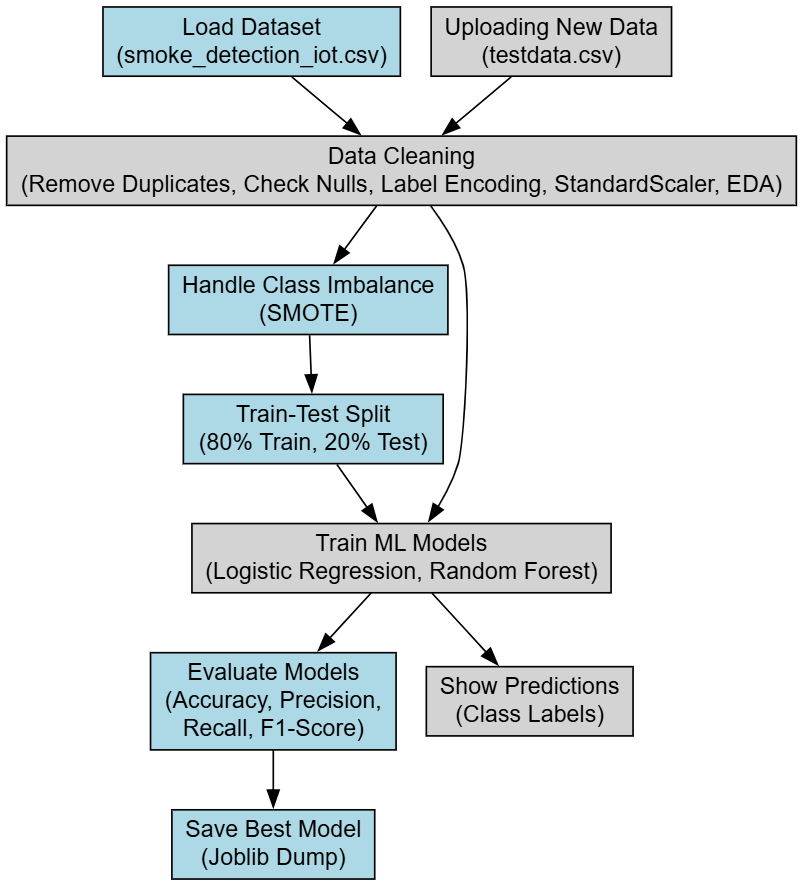 Load Dataset
(smoke_detection_iot.csv)
Uploading New Data
(testdata.csv)
Data Cleaning
(Remove Duplicates, Check Nulls, Label Encoding, StandardScaler, EDA)
Handle Class Imbalance
(SMOTE)
Train-Test Split
(80% Train, 20% Test)
Train ML Models
(Logistic Regression, Random Forest)
Evaluate Models
(Accuracy, Precision,
Recall, F1-Score)
Show Predictions
(Class Labels)
Save Best Model
(Joblib Dump)